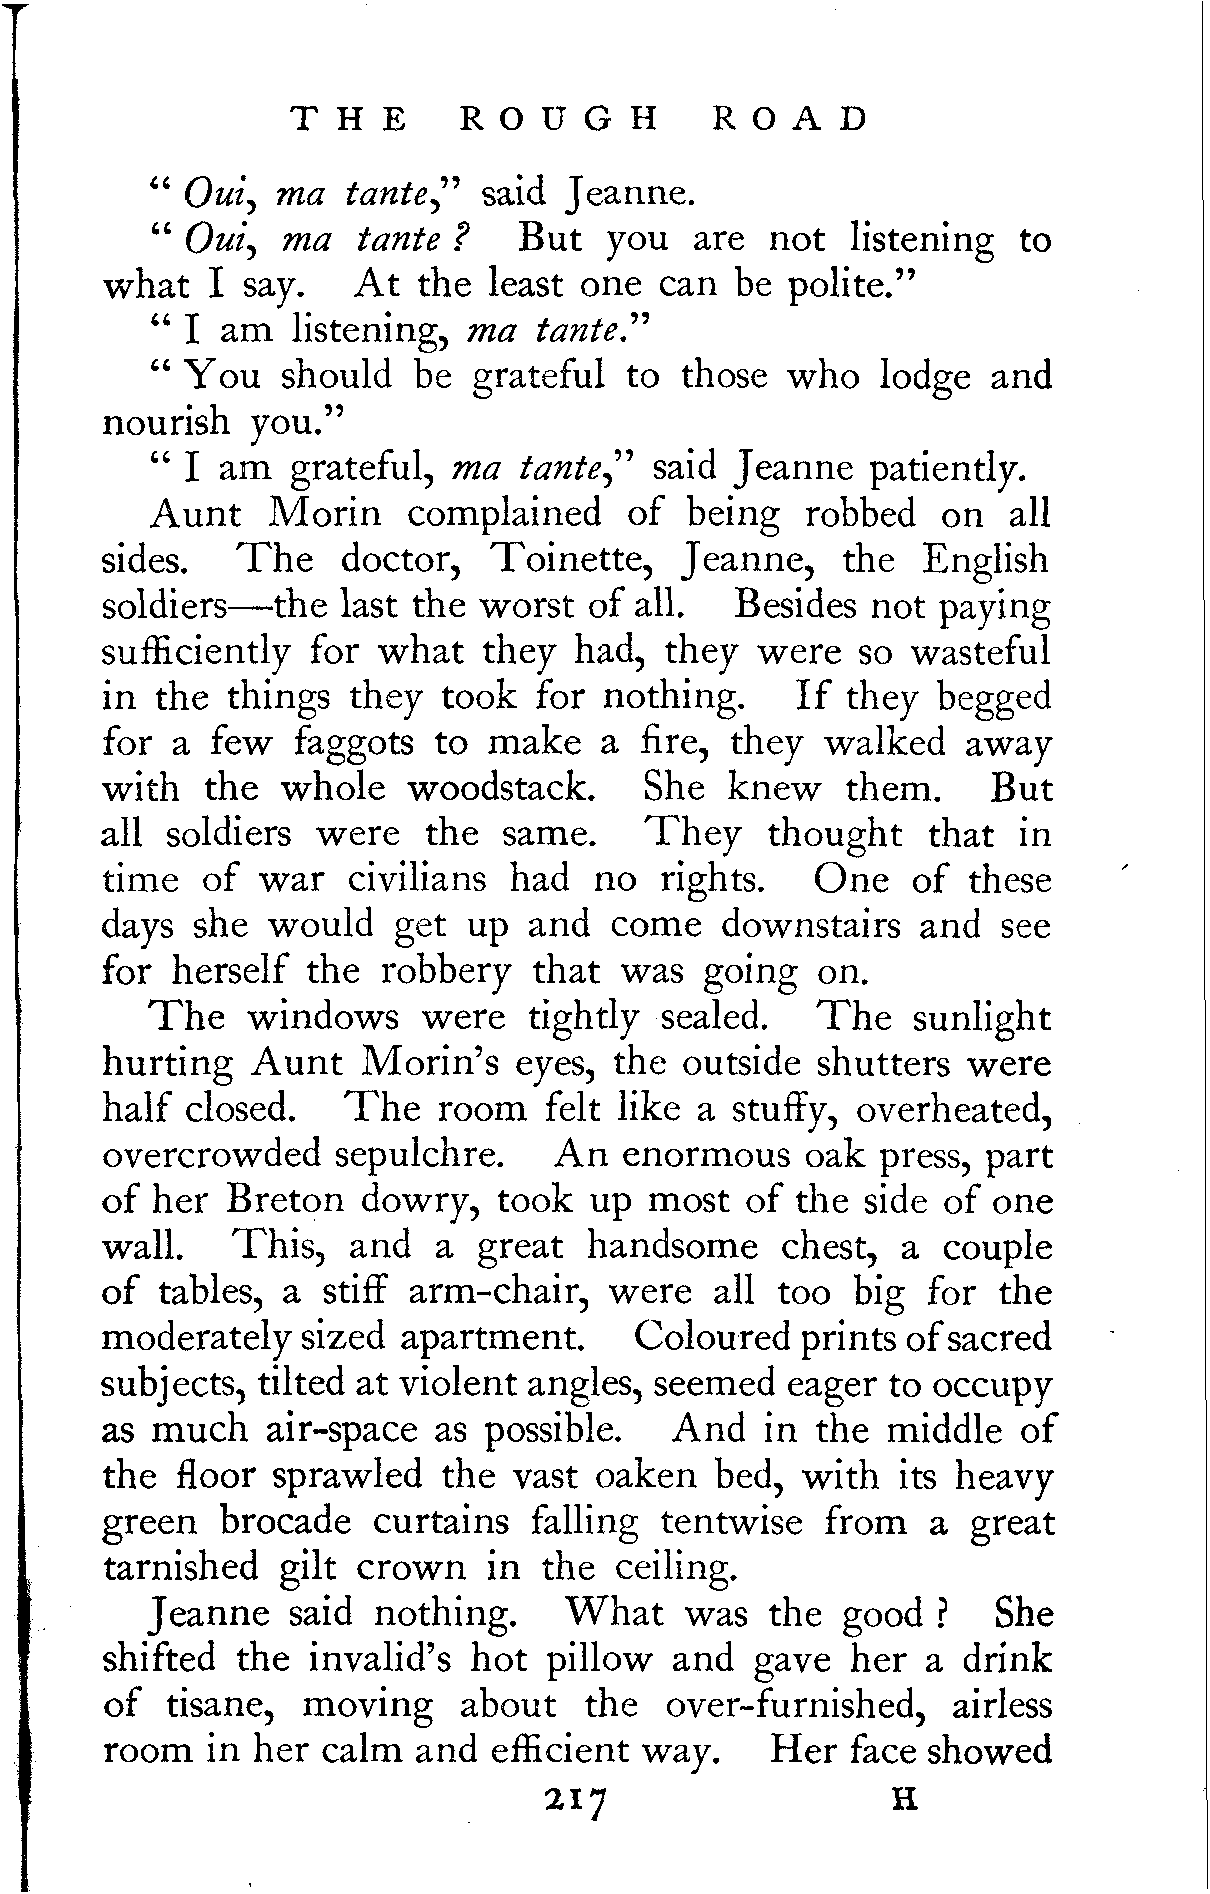 THE ROUGH ROAD
“ Oui, ma tante,” said Jeanne.
“ Oui, ma tante ? But you are not listening to
what I say. At the least one can be polite.”
“ I am listening, ma tante.”
“ You should be grateful to those who lodge and
nourish you.”
“ I am grateful, ma tante,” said Jeanne patiently.
Aunt Morin complained of being robbed on all
sides. The doctor, Toinette, Jeanne, the English
soldiers—the last the worst of all. Besides not paying
sufficiently for what they had, they were so wasteful
in the things they took for nothing. If they begged
for a few faggots to make a fire, they walked away
with the whole woodstack. She knew them. But
all soldiers were the same. They thought that in
time of war civilians had no rights. One of these
days she would get up and come downstairs and see
for herself the robbery that was going on.
The windows were tightly sealed. The sunlight
hurting Aunt Morin’s eyes, the outside shutters were
half closed. The room felt like a stuffy, overheated,
overcrowded sepulchre. An enormous oak press, part
of her Breton dowry, took up most of the side of one
wall. This, and a great handsome chest, a couple
of tables, a stiff arm-chair, were all too big for the
moderately sized apartment. Coloured prints of sacred
subjects, tilted at violent angles, seemed eager to occupy
as much air-space as possible. And in the middle of
the floor sprawled the vast oaken bed, with its heavy
green brocade curtains falling tentwise from a great
tarnished gilt crown in the ceiling.
Jeanne said nothing. What was the good ? She
shifted the invalid’s hot pillow and gave her a drink
of tisane, moving about the over-furnished, airless
room in her calm and efficient way. Her face showed
217 H